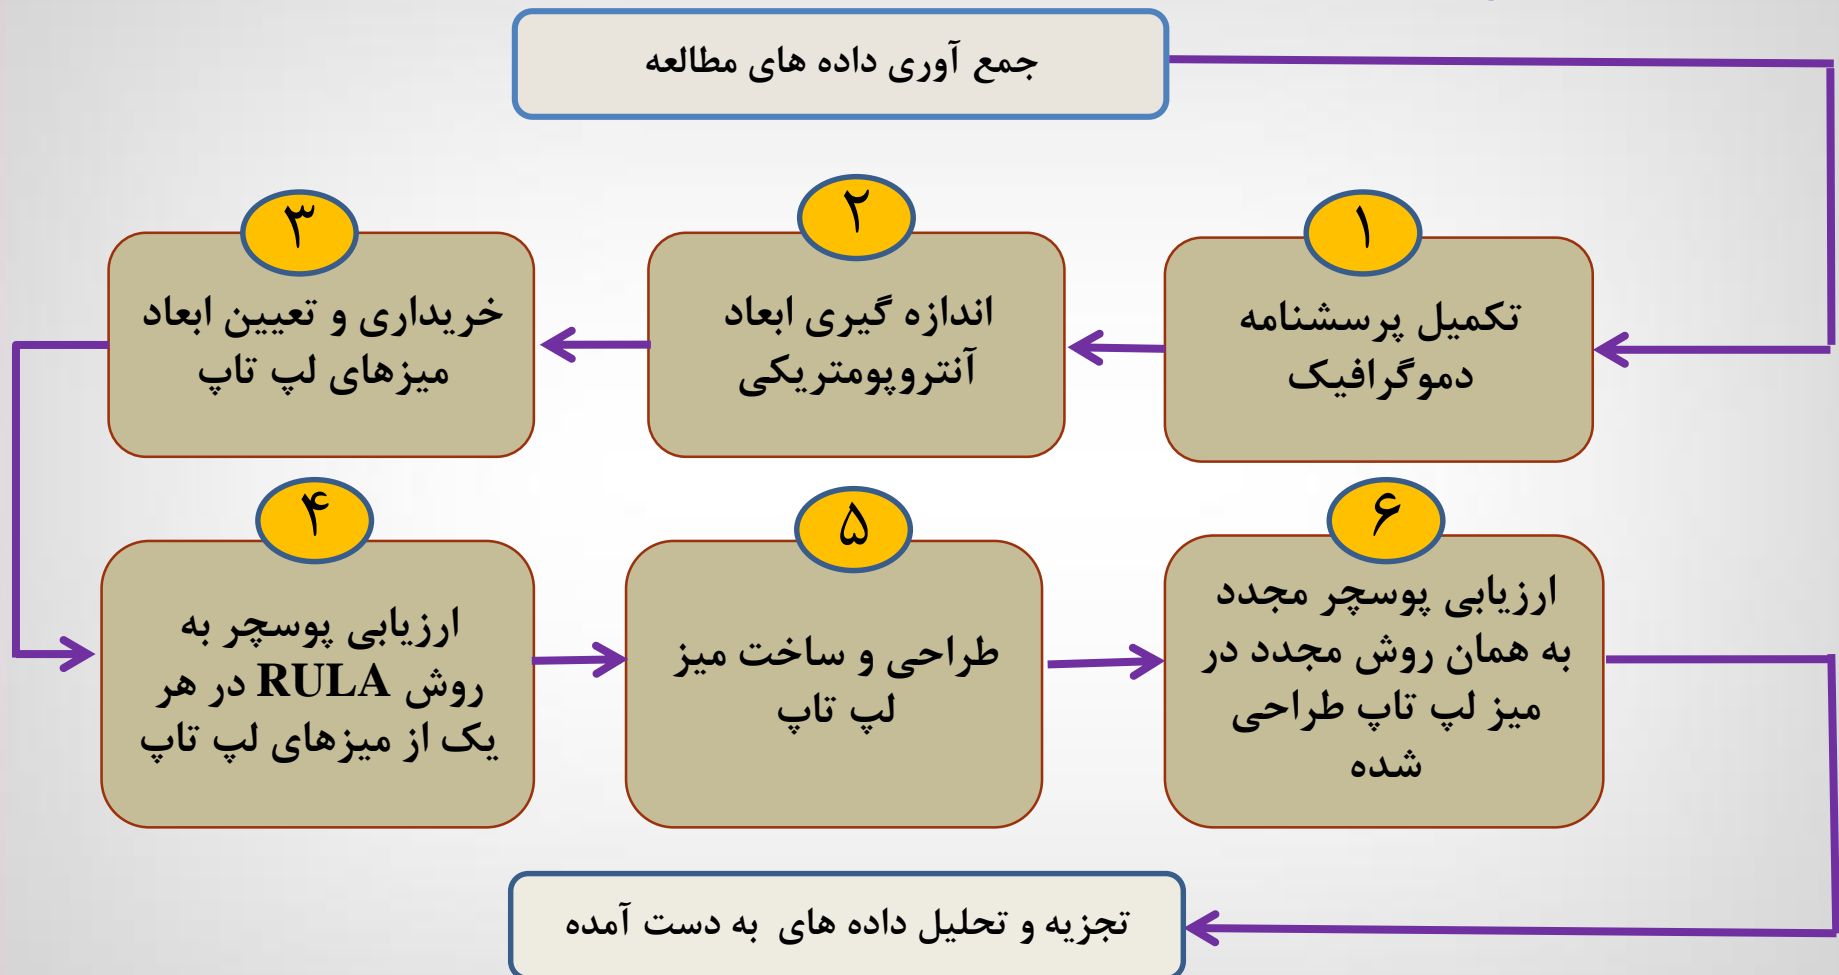 جمع آوری داده های مطالعه
۱
تکمیل پرسشنامه
دموگرافیک
۲
اندازه گیری ابعاد
آنتروپومتریکی
۳
خریداری و تعیین ابعاد
میزهای لپ تاپ
۴
ارزیابی پوسچر به
روش RULA در هر
یک از میزهای لپ تاپ
۵
طراحی و ساخت میز
لپ تاپ
۶
ارزیابی پوسچر مجدد
به همان روش مجدد در
میز لپ تاپ طراحی
شده
تجزیه و تحلیل داده های به دست آمده